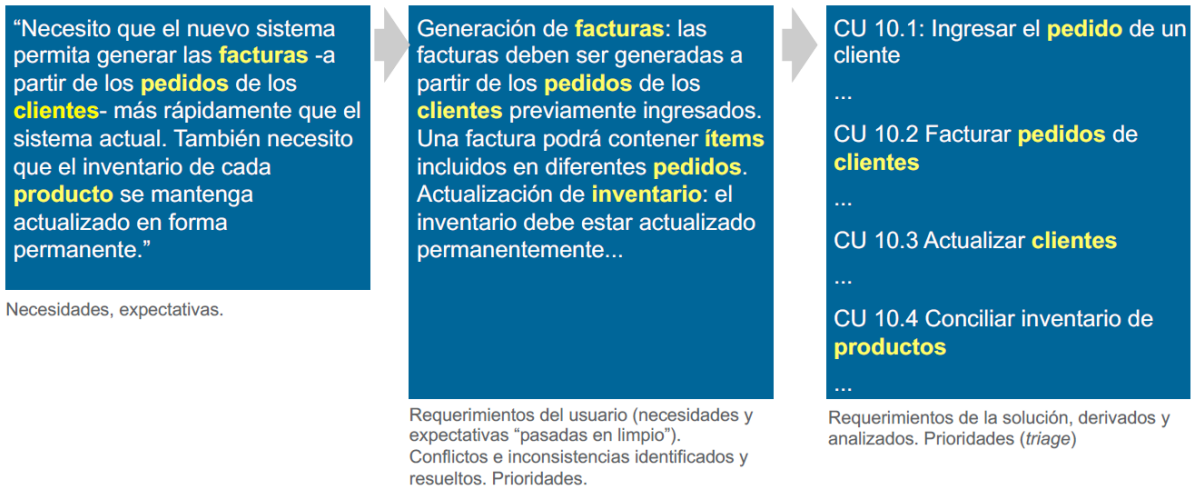 “Necesito que el nuevo sistema
permita generar las facturas -a
partir de los pedidos de los
clientes- más rápidamente que el
sistema actual. También necesito
que el inventario de cada
producto se mantenga
actualizado en forma
permanente.”
Necesidades, expectativas.
Generación de facturas: las
facturas deben ser generadas a
partir de los pedidos de los
clientes previamente ingresados.
Una factura podrá contener ítems
incluidos en diferentes pedidos.
Actualización de inventario: el
inventario debe estar actualizado
permanentemente...
Requerimientos del usuario (necesidades y
expectativas “pasadas en limpio”).
Conflictos e inconsistencias identificados y
resueltos. Prioridades.
CU 10.1: Ingresar el pedido de un
cliente
...
CU 10.2 Facturar pedidos de
clientes
...
CU 10.3 Actualizar clientes
...
CU 10.4 Conciliar inventario de
productos
...
Requerimientos de la solución, derivados y
analizados. Prioridades (triage)